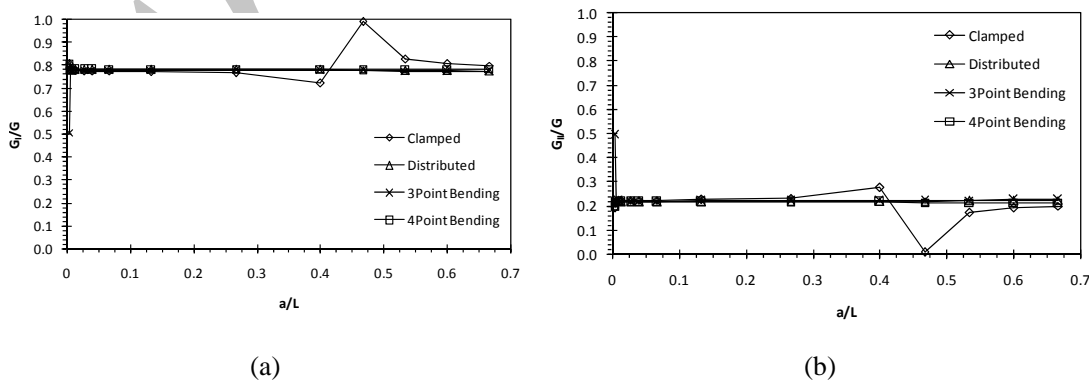 1.0
0.9
0.8
0.7
0.6
0.5
0.4
0.3
0.2
0.1
0.0
G_I/G
0 0.1 0.2 0.3 0.4 0.5 0.6 0.7
a/L
Clamped
Distributed
3Point Bending
4Point Bending
(a)
1.0
0.9
0.8
0.7
0.6
0.5
0.4
0.3
0.2
0.1
0.0
G_II/G
0 0.1 0.2 0.3 0.4 0.5 0.6 0.7
a/L
Clamped
Distributed
3Point Bending
4Point Bending
(b)